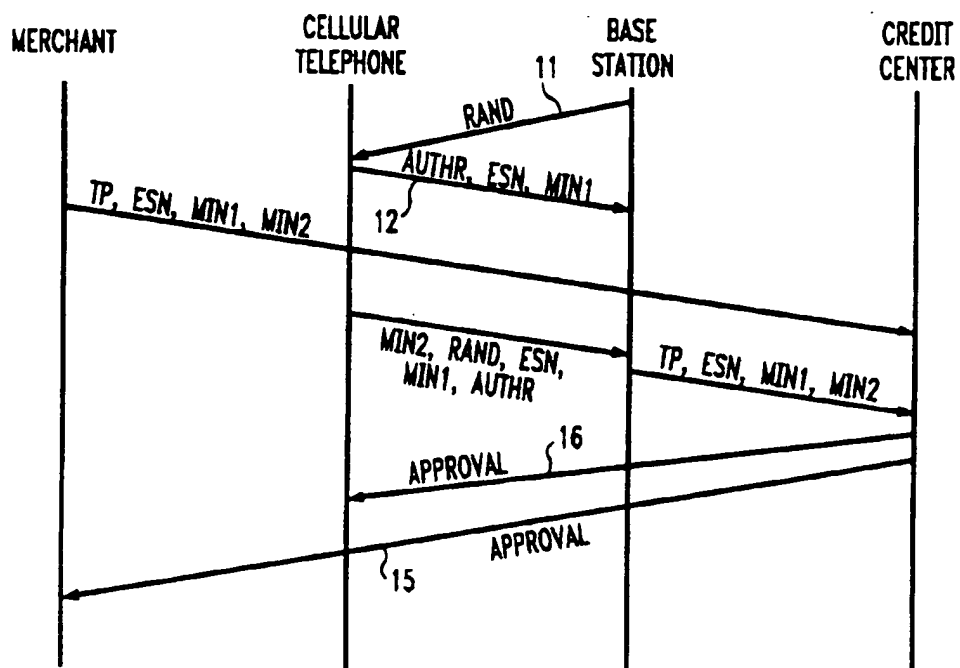 MERCHANT
CELLULAR
TELEPHONE
BASE
STATION
CREDIT
CENTER
11
RAND
AUTHR, ESN, MIN1
12
TP, ESN, MIN1, MIN2
MIN2, RAND, ESN,
MIN1, AUTHR
TP, ESN, MIN1, MIN2
16
APPROVAL
APPROVAL
15